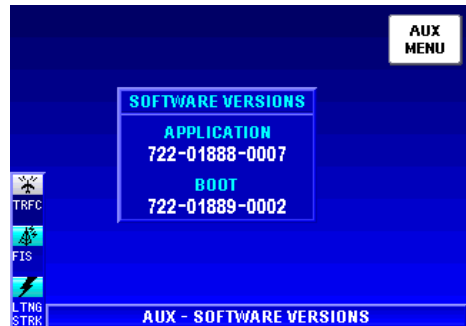 AUX
MENU
SOFTWARE VERSIONS
APPLICATION
722-01888-0007
BOOT
722-01889-0002
TRFC
FIS
LTNG
STRK
AUX - SOFTWARE VERSIONS